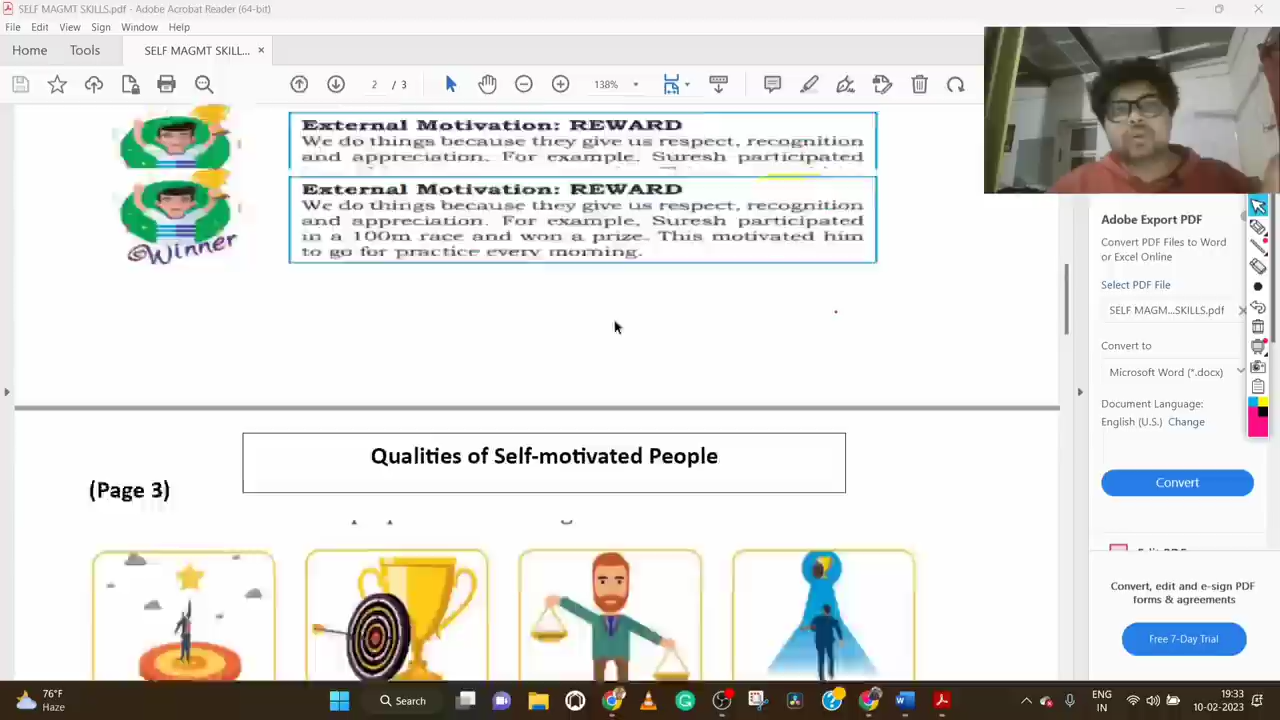 SELF MAGMT SKILLS.pdf - Adobe Acrobat Reader (64-bit)
File Edit View Sign Window Help
Home Tools SELF MAGMT SKILL... ×
2 / 3 138%
External Motivation: REWARD
We do things because they give us respect, recognition
and appreciation. For example, Suresh participated
External Motivation: REWARD
We do things because they give us respect, recognition
and appreciation. For example, Suresh participated
in a 100m race and won a prize. This motivated him
to go for practice every morning.
Winner
Qualities of Self-motivated People
(Page 3)
Adobe Export PDF
Convert PDF Files to Word
or Excel Online
Select PDF File
SELF MAGM...SKILLS.pdf
Convert to
Microsoft Word (*.docx)
Document Language:
English (U.S.) Change
Convert
Convert, edit and e-sign PDF
forms & agreements
Free 7-Day Trial
76°F
Haze
Search
ENG
IN
19:33
10-02-2023